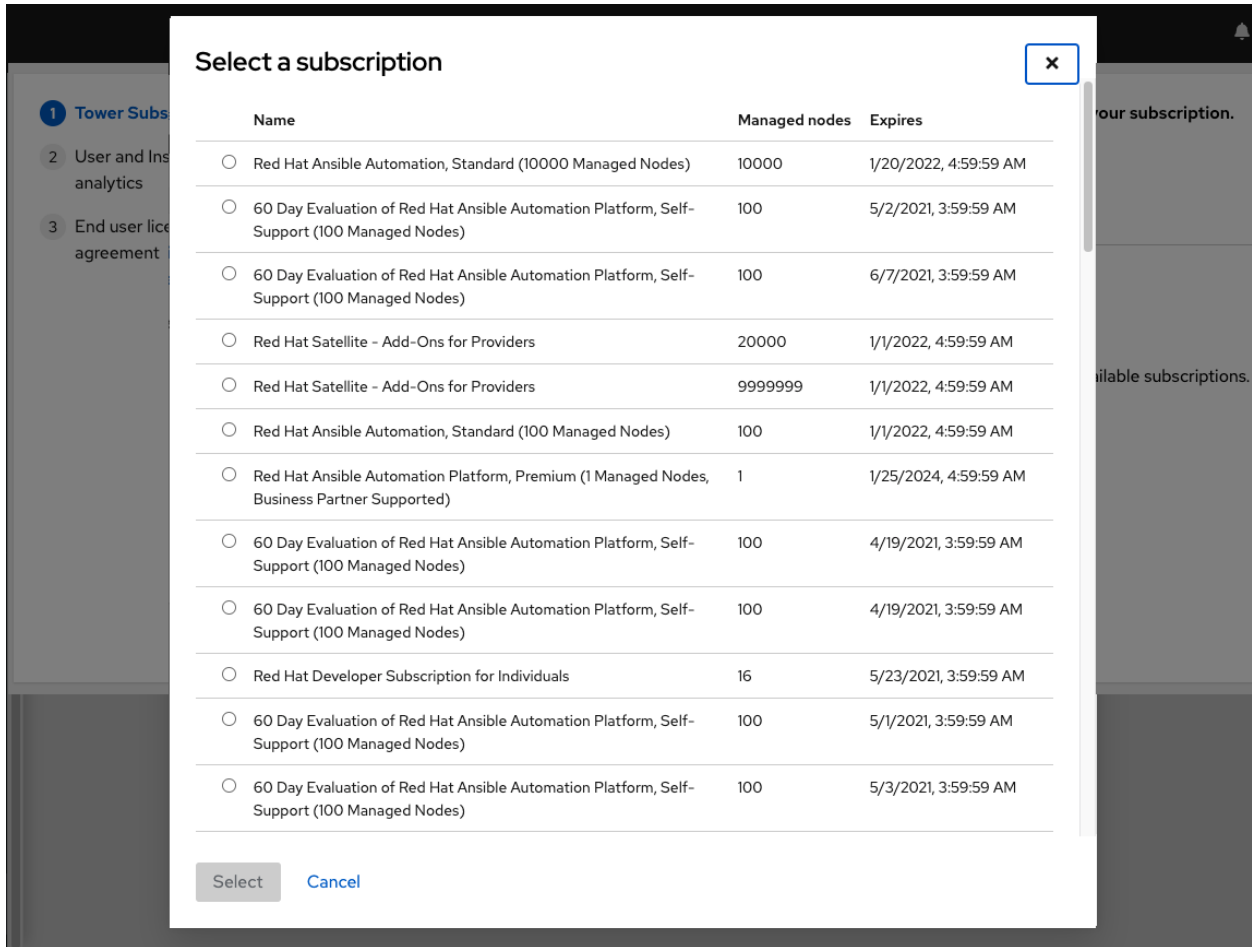 Select a subscription
1 Tower Subs
2 User and Ins
analytics
3 End user lice
agreement
our subscription.
ilable subscriptions.
Name Managed nodes Expires
Red Hat Ansible Automation, Standard (10000 Managed Nodes) 10000 1/20/2022, 4:59:59 AM
60 Day Evaluation of Red Hat Ansible Automation Platform, Self-
Support (100 Managed Nodes) 100 5/2/2021, 3:59:59 AM
60 Day Evaluation of Red Hat Ansible Automation Platform, Self-
Support (100 Managed Nodes) 100 6/7/2021, 3:59:59 AM
Red Hat Satellite - Add-Ons for Providers 20000 1/1/2022, 4:59:59 AM
Red Hat Satellite - Add-Ons for Providers 9999999 1/1/2022, 4:59:59 AM
Red Hat Ansible Automation, Standard (100 Managed Nodes) 100 1/1/2022, 4:59:59 AM
Red Hat Ansible Automation Platform, Premium (1 Managed Nodes,
Business Partner Supported) 1 1/25/2024, 4:59:59 AM
60 Day Evaluation of Red Hat Ansible Automation Platform, Self-
Support (100 Managed Nodes) 100 4/19/2021, 3:59:59 AM
60 Day Evaluation of Red Hat Ansible Automation Platform, Self-
Support (100 Managed Nodes) 100 4/19/2021, 3:59:59 AM
Red Hat Developer Subscription for Individuals 16 5/23/2021, 3:59:59 AM
60 Day Evaluation of Red Hat Ansible Automation Platform, Self-
Support (100 Managed Nodes) 100 5/1/2021, 3:59:59 AM
60 Day Evaluation of Red Hat Ansible Automation Platform, Self-
Support (100 Managed Nodes) 100 5/3/2021, 3:59:59 AM
Select Cancel